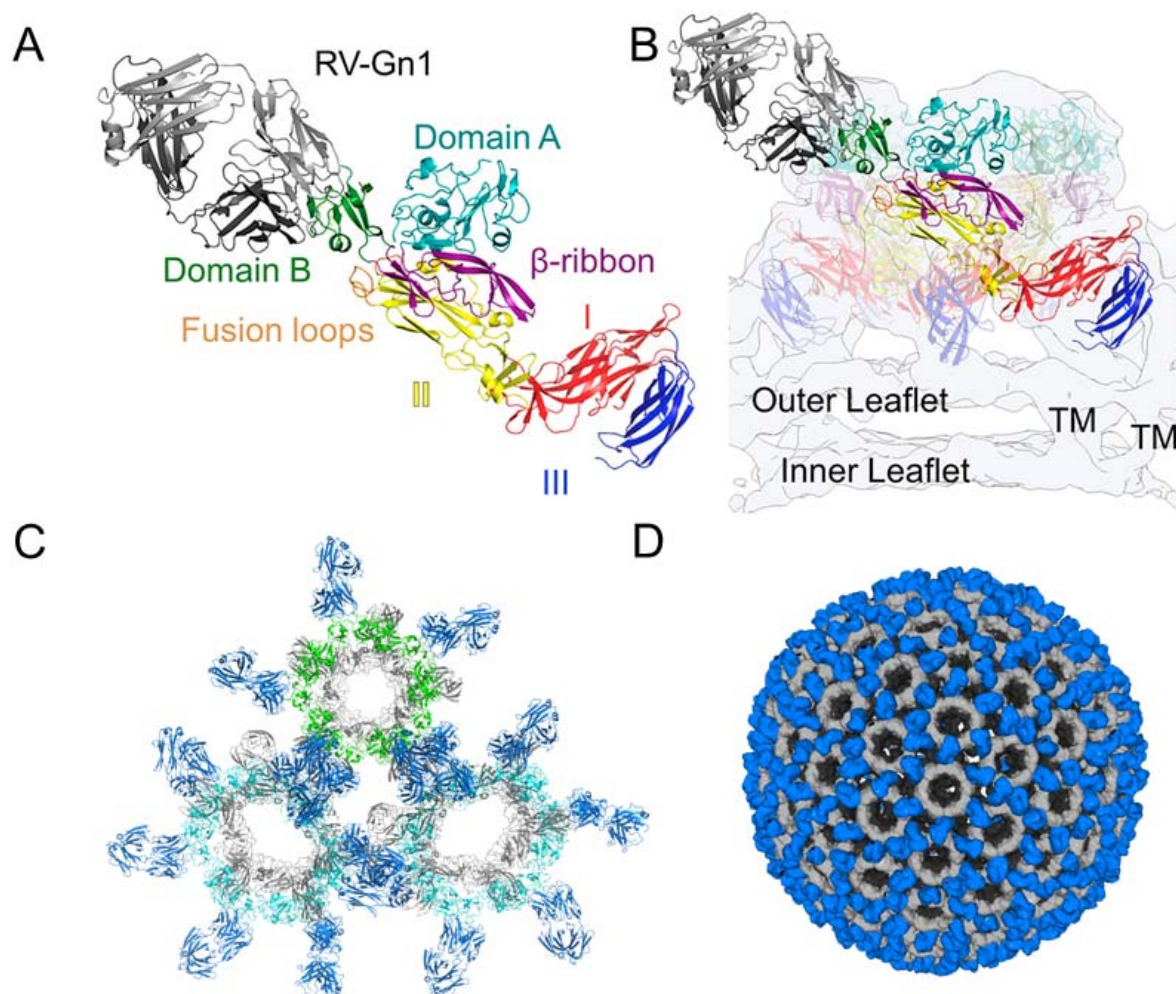 A
RV-Gn1
Domain A
Domain B
β-ribbon
Fusion loops
I
II
III
B
Outer Leaflet
TM
TM
Inner Leaflet
C
D